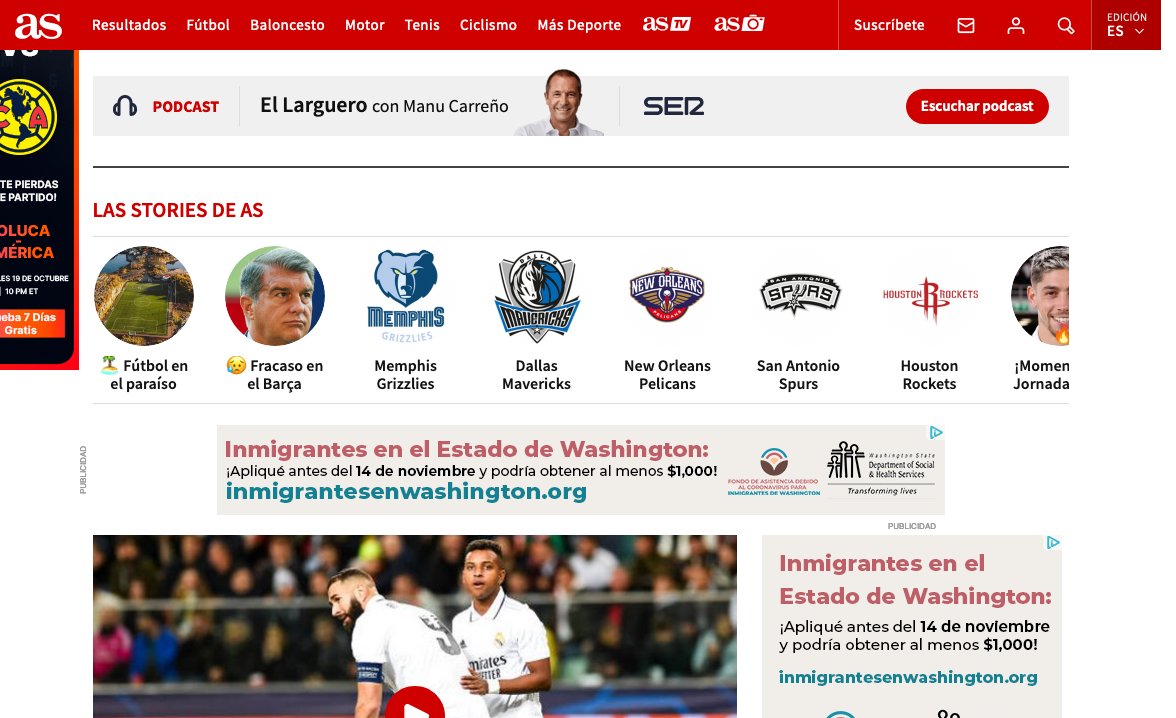 as Resultados Fútbol Baloncesto Motor Tenis Ciclismo Más Deporte as TV as Suscríbete EDICIÓN
ES
C A
TE PIERDAS
E PARTIDO!
OLUCA
-
MÉRICA
LES 19 DE OCTUBRE
| 10 PM ET
ueba 7 Días
Gratis
PODCAST El Larguero con Manu Carreño SER Escuchar podcast
LAS STORIES DE AS
MEMPHIS
GRIZZLIES
DALLAS
MAVERICKS
NEW ORLEANS
PELICANS
SAN ANTONIO
SPURS
HOUSTON ROCKETS
🏝️ Fútbol en
el paraíso
😥 Fracaso en
el Barça
Memphis
Grizzlies
Dallas
Mavericks
New Orleans
Pelicans
San Antonio
Spurs
Houston
Rockets
¡Momen
Jornada
PUBLICIDAD
Inmigrantes en el Estado de Washington:
¡Apliqué antes del 14 de noviembre y podría obtener al menos $1,000!
inmigrantesenwashington.org
FONDO DE ASISTENCIA DEBIDO
AL CORONAVIRUS PARA
INMIGRANTES DE WASHINGTON
Washington State
Department of Social
& Health Services
Transforming lives
PUBLICIDAD
Inmigrantes en el
Estado de Washington:
¡Apliqué antes del 14 de noviembre
y podría obtener al menos $1,000!
inmigrantesenwashington.org